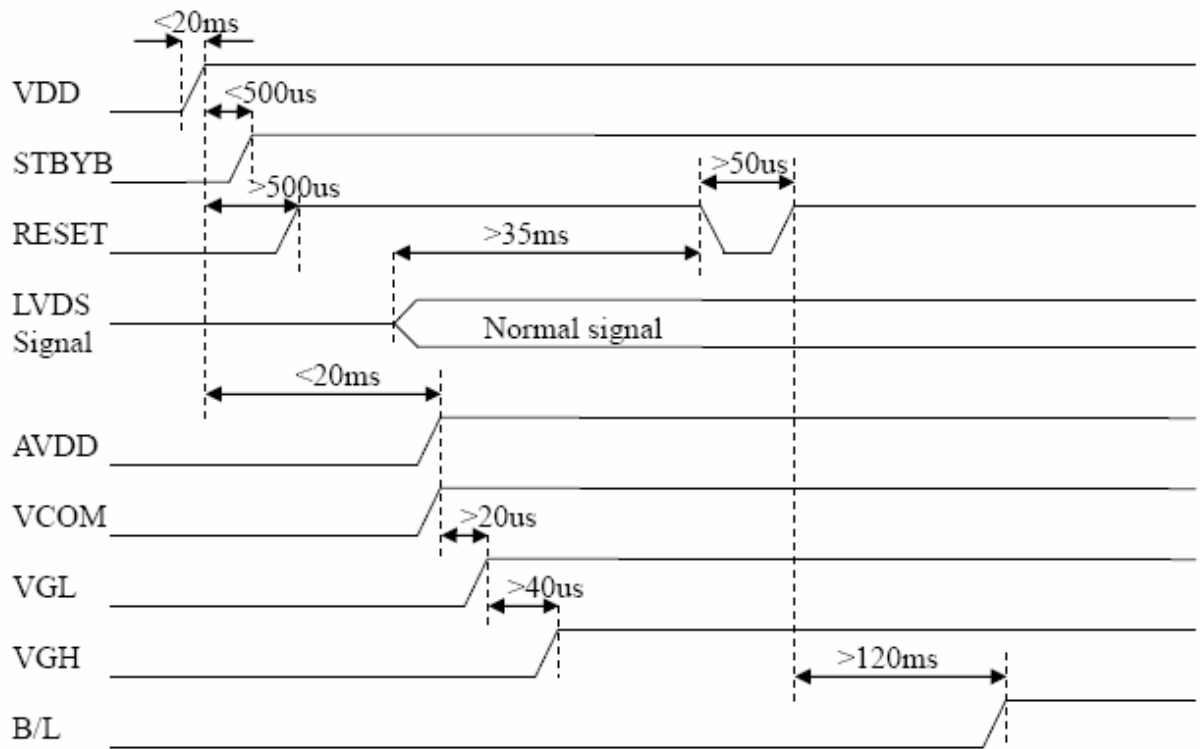 <20ms
VDD
<500us
STBYB
>50us
>500us
RESET
>35ms
LVDS
Signal
Normal signal
<20ms
AVDD
VCOM
>20us
VGL
>40us
VGH
>120ms
B/L